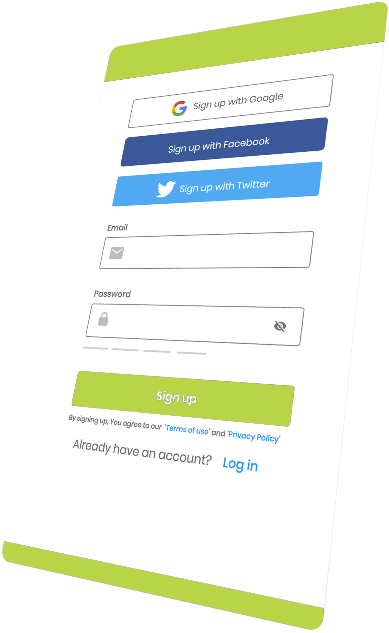 Sign up with Google
Sign up with Facebook
Sign up with Twitter
Email
Password
Sign up
By signing up, You agree to our 'Terms of use' and 'Privacy Policy'
Already have an account? Log in